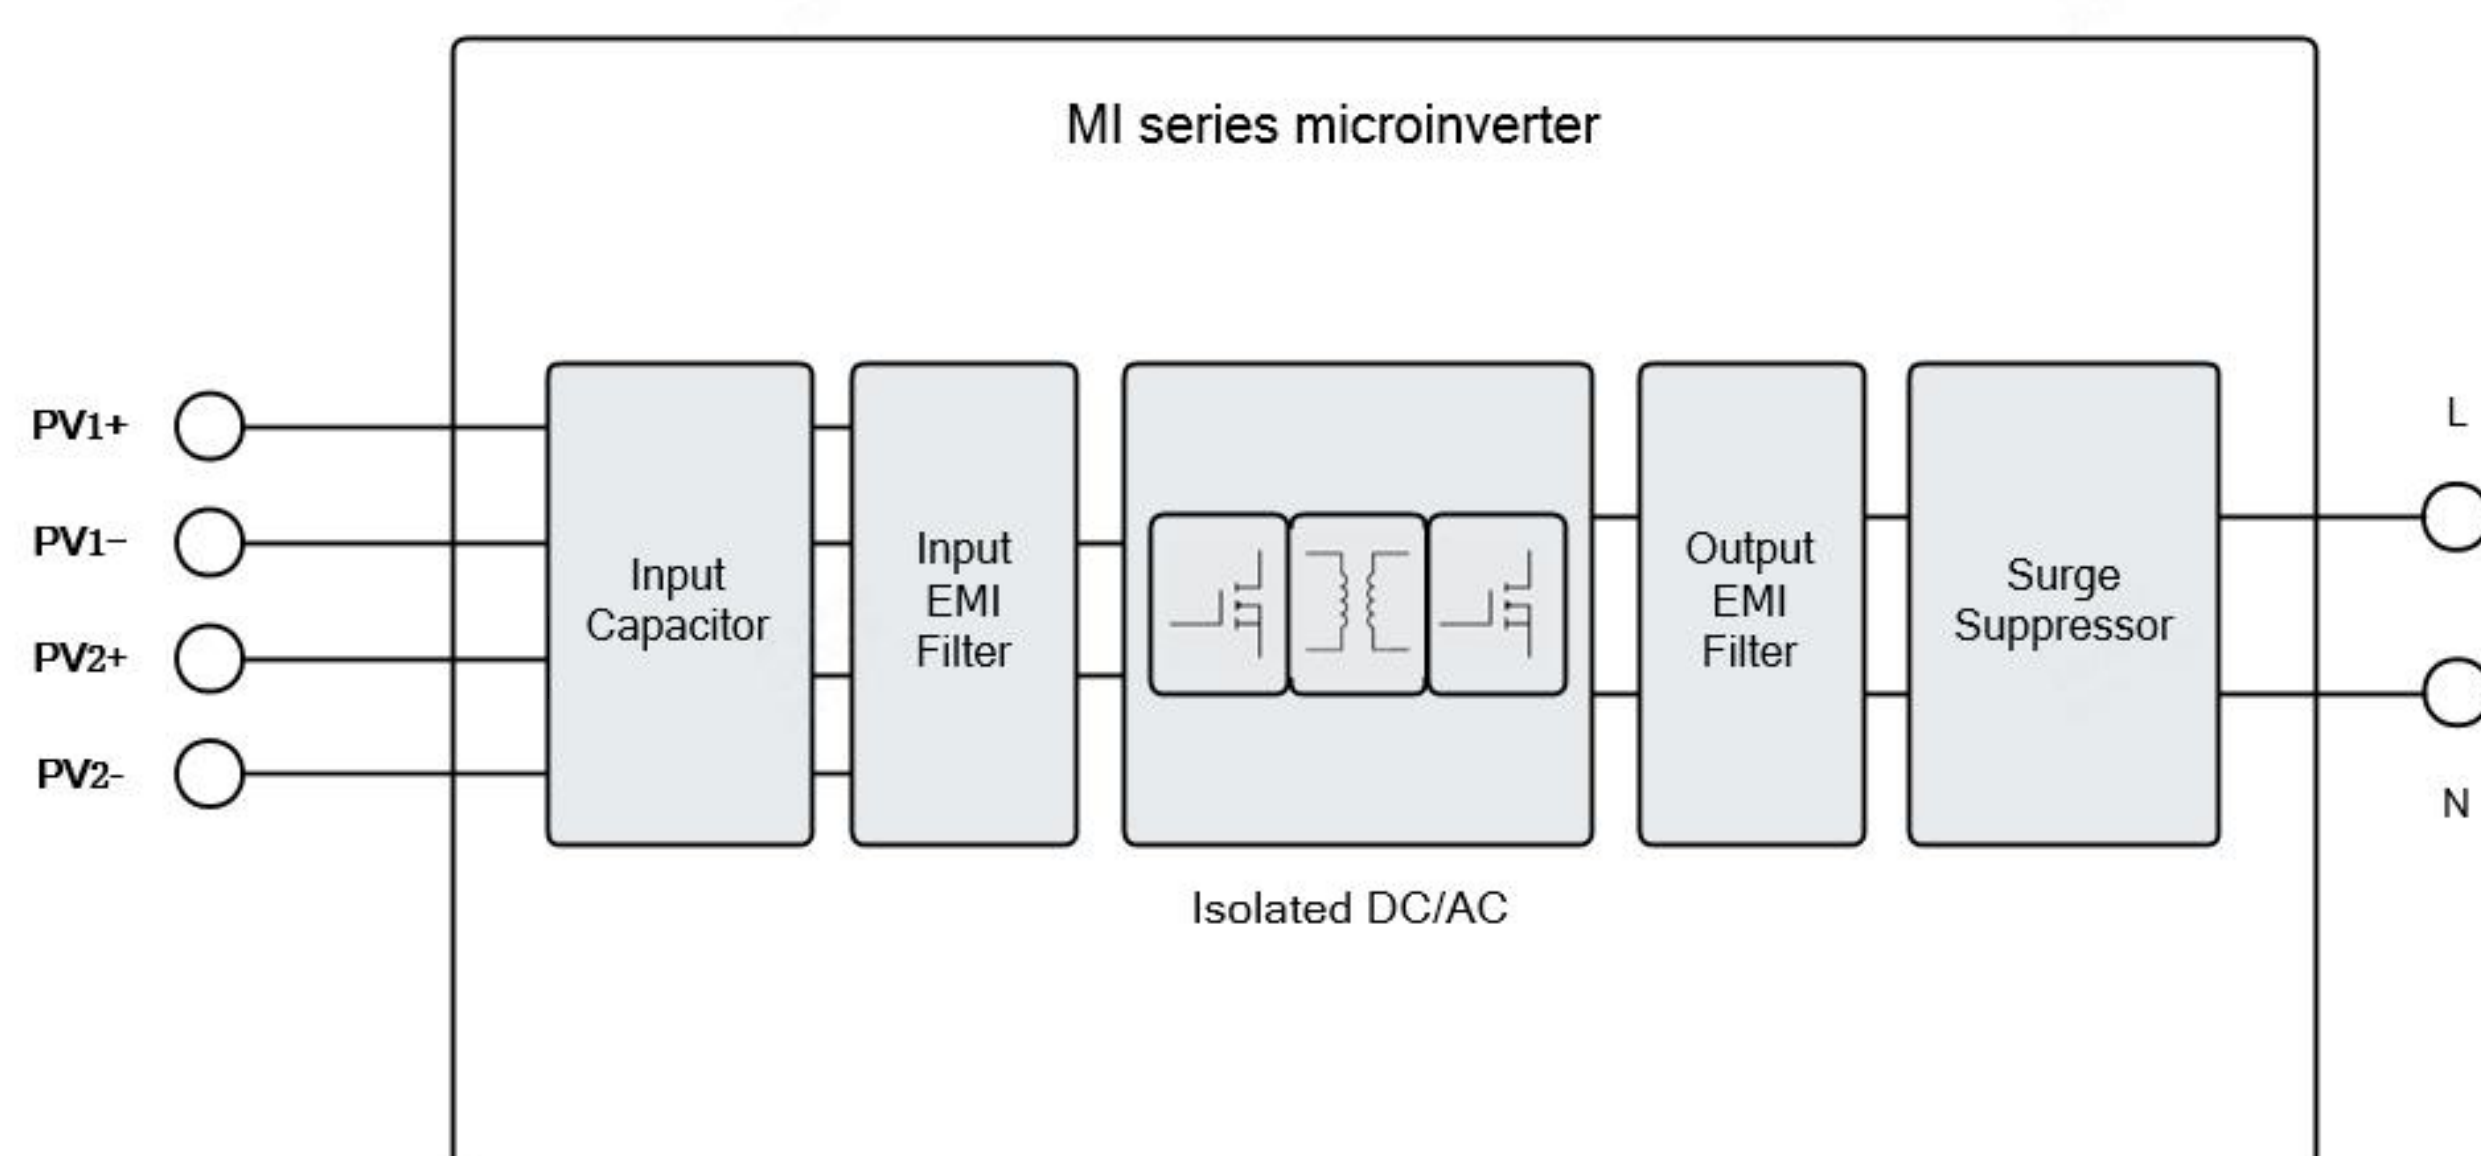 MI series microinverter
PV1+
PV1−
PV2+
PV2-
Input
Capacitor
Input
EMI
Filter
Output
EMI
Filter
Surge
Suppressor
L
N
Isolated DC/AC